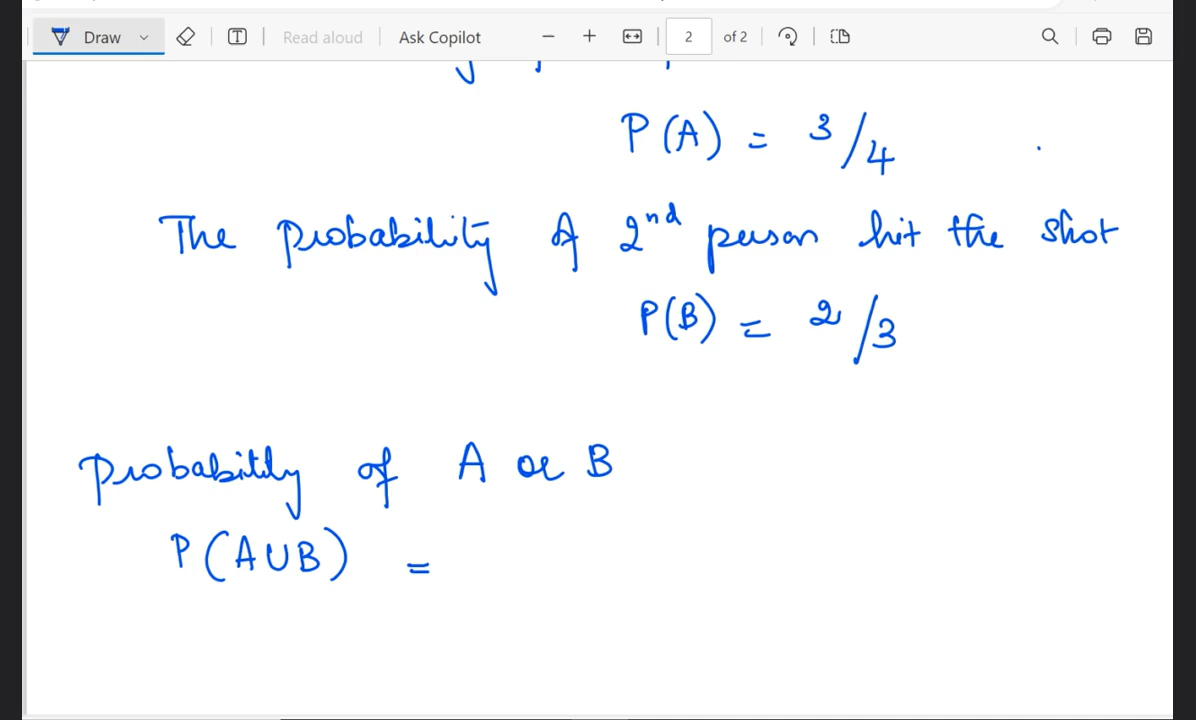 Draw Read aloud Ask Copilot 2 of 2
P(A) = 3/4
The probability of 2nd person hit the shot
P(B) = 2/3
Probability of A or B
P(A∪B) =